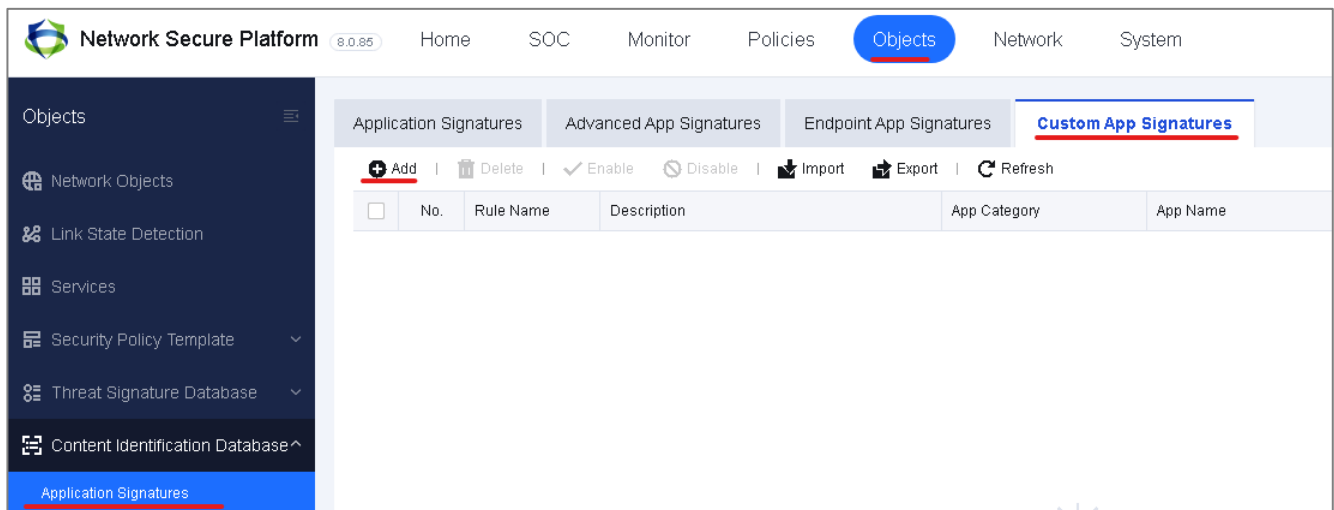 Network Secure Platform 8.0.85 Home SOC Monitor Policies Objects Network System
Objects
Application Signatures Advanced App Signatures Endpoint App Signatures Custom App Signatures
Add Delete Enable Disable Import Export Refresh
No. Rule Name Description App Category App Name
Network Objects
Link State Detection
Services
Security Policy Template
Threat Signature Database
Content Identification Database
Application Signatures